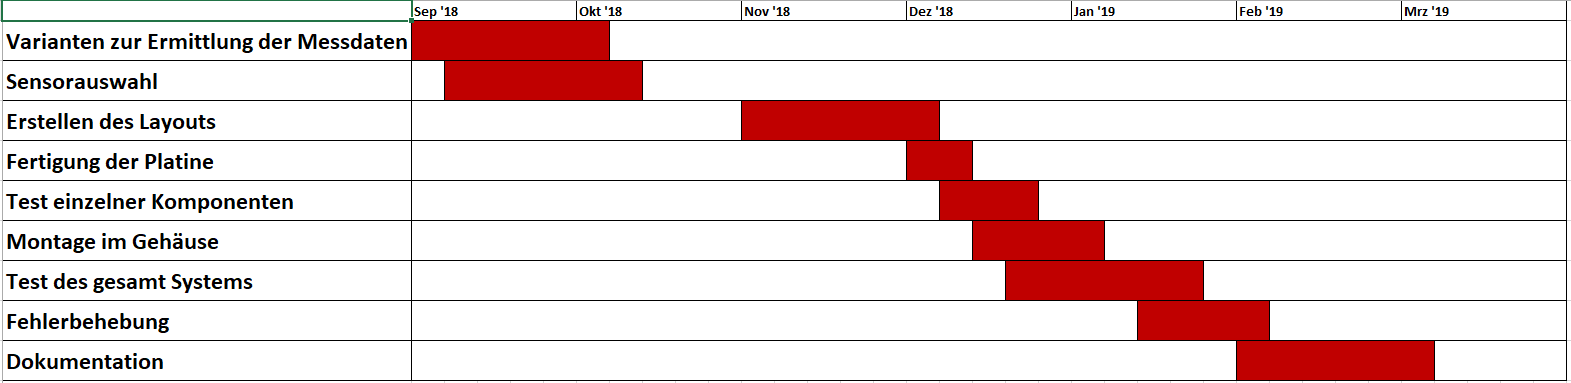 Sep '18 Okt '18 Nov '18 Dez '18 Jan '19 Feb '19 Mrz '19
Varianten zur Ermittlung der Messdaten
Sensorauswahl
Erstellen des Layouts
Fertigung der Platine
Test einzelner Komponenten
Montage im Gehäuse
Test des gesamt Systems
Fehlerbehebung
Dokumentation